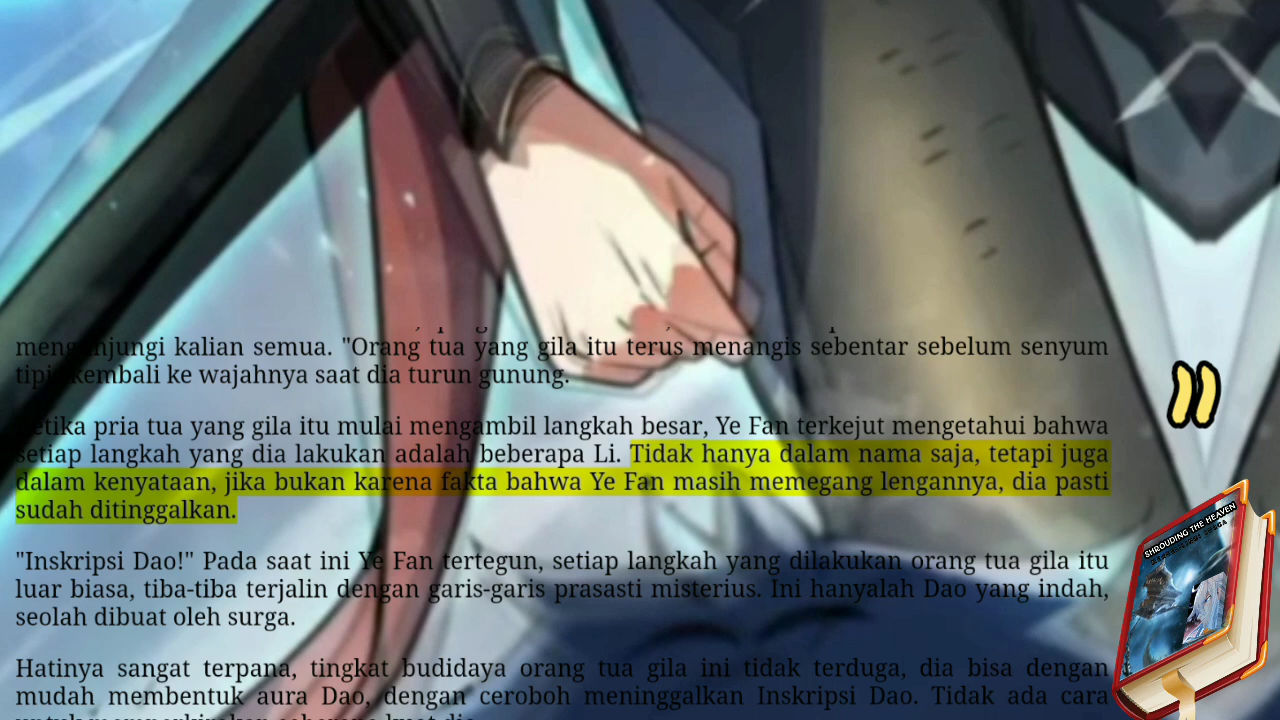 mengunjungi kalian semua. "Orang tua yang gila itu terus menangis sebentar sebelum senyum
tipis kembali ke wajahnya saat dia turun gunung.
Ketika pria tua yang gila itu mulai mengambil langkah besar, Ye Fan terkejut mengetahui bahwa
setiap langkah yang dia lakukan adalah beberapa Li. Tidak hanya dalam nama saja, tetapi juga
dalam kenyataan, jika bukan karena fakta bahwa Ye Fan masih memegang lengannya, dia pasti
sudah ditinggalkan.
"Inskripsi Dao!" Pada saat ini Ye Fan tertegun, setiap langkah yang dilakukan orang tua gila itu
luar biasa, tiba-tiba terjalin dengan garis-garis prasasti misterius. Ini hanyalah Dao yang indah,
seolah dibuat oleh surga.
Hatinya sangat terpana, tingkat budidaya orang tua gila ini tidak terduga, dia bisa dengan
mudah membentuk aura Dao, dengan ceroboh meninggalkan Inskripsi Dao. Tidak ada cara
SHROUDING THE HEAVEN